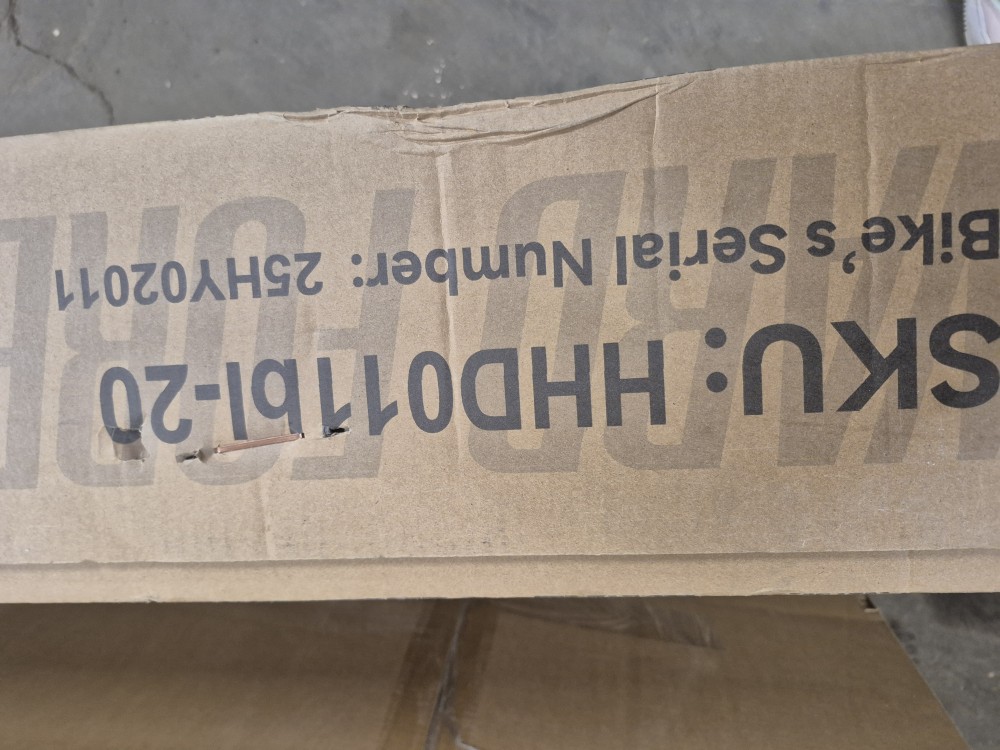 SKU: HHD011bl-20
Bike's Serial Number: 25HY02011